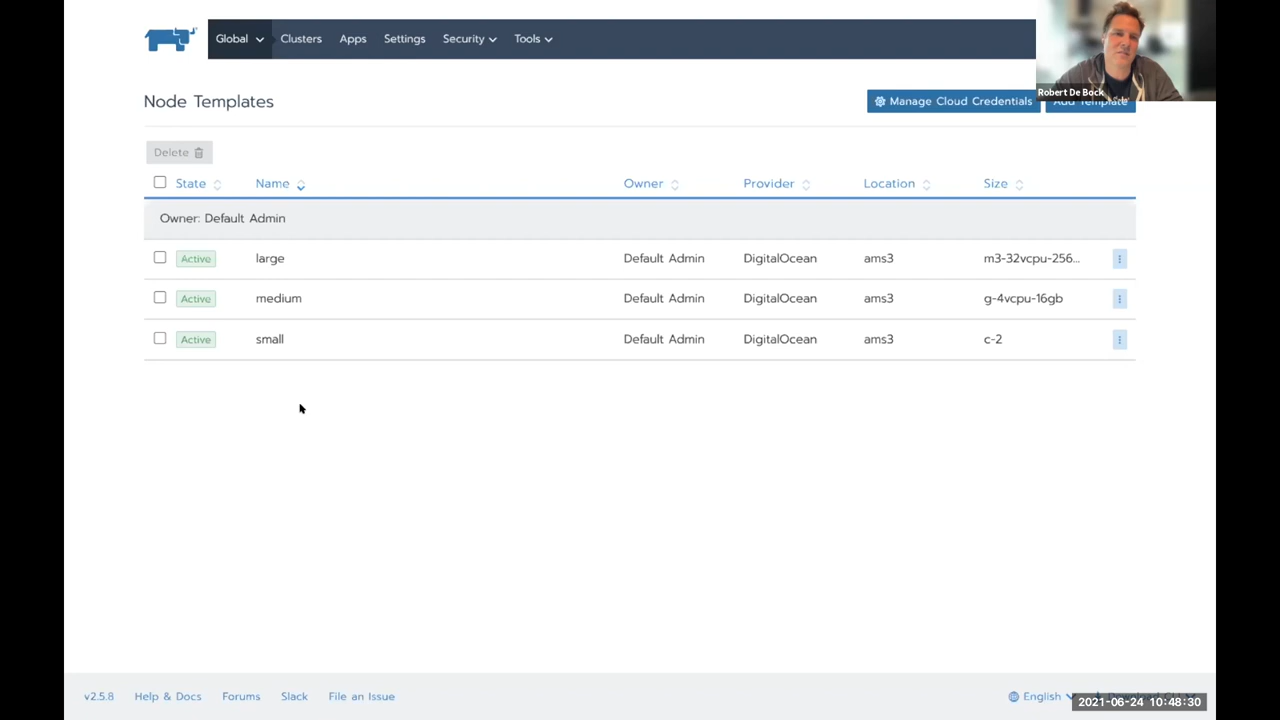 Global Clusters Apps Settings Security Tools
Robert De Bock
Node Templates
Manage Cloud Credentials
Add Template
Delete
State Name Owner Provider Location Size
Owner: Default Admin
Active large Default Admin DigitalOcean ams3 m3-32vcpu-256...
Active medium Default Admin DigitalOcean ams3 g-4vcpu-16gb
Active small Default Admin DigitalOcean ams3 c-2
v2.5.8 Help & Docs Forums Slack File an Issue English
2021-06-24 10:48:30